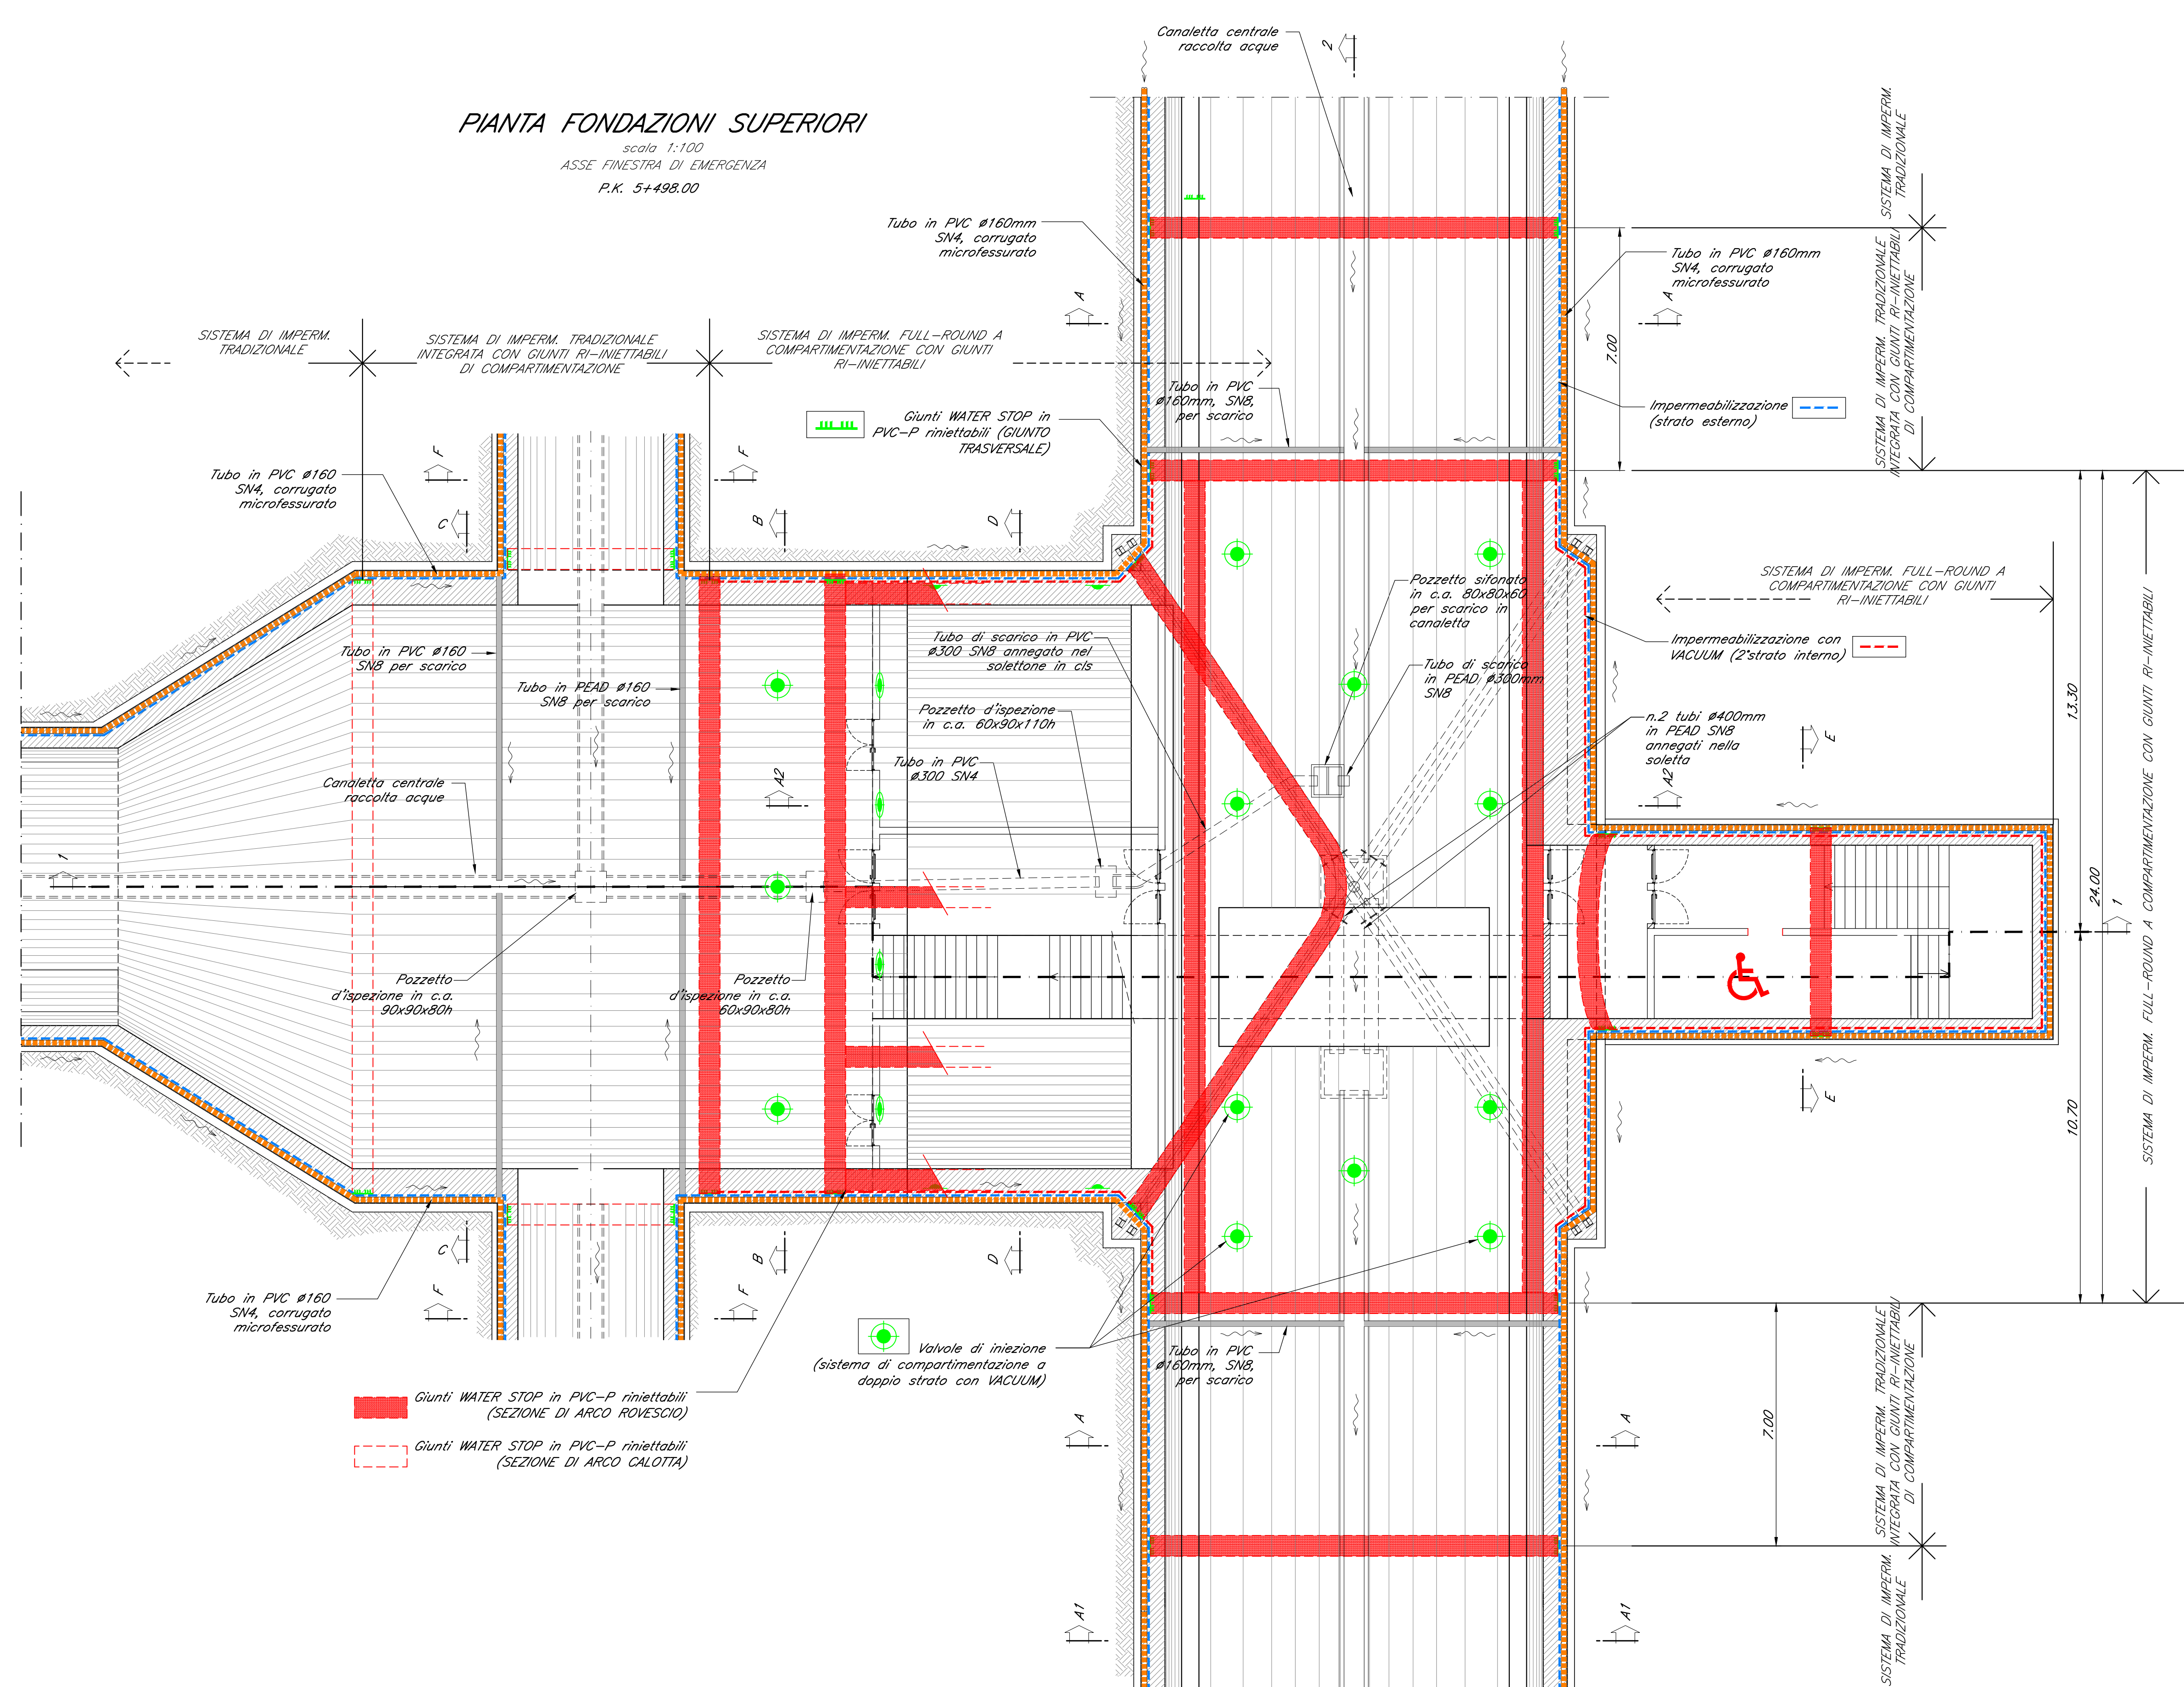 PIANTA FONDAZIONI SUPERIORI
scala 1:100
ASSE FINESTRA DI EMERGENZA
P.K. 5+498.00
Canaletta centrale
raccolta acque
2
Tubo in PVC ø160mm
SN4, corrugato
microfessurato
Tubo in PVC ø160mm
SN4, corrugato
microfessurato
SISTEMA DI IMPERM.
TRADIZIONALE
SISTEMA DI IMPERM. TRADIZIONALE
INTEGRATA CON GIUNTI RI-INIETTABILI
DI COMPARTIMENTAZIONE
7.00
A
A
SISTEMA DI IMPERM.
TRADIZIONALE
SISTEMA DI IMPERM. TRADIZIONALE
INTEGRATA CON GIUNTI RI-INIETTABILI
DI COMPARTIMENTAZIONE
SISTEMA DI IMPERM. FULL-ROUND A
COMPARTIMENTAZIONE CON GIUNTI
RI-INIETTABILI
Tubo in PVC
ø160mm, SN8,
per scarico
Giunti WATER STOP in
PVC-P riniettabili (GIUNTO
TRASVERSALE)
Impermeabilizzazione
(strato esterno)
F
F
Tubo in PVC ø160
SN4, corrugato
microfessurato
C
B
D
Pozzetto sifonato
in c.a. 80x80x60
per scarico in
canaletta
SISTEMA DI IMPERM. FULL-ROUND A
COMPARTIMENTAZIONE CON GIUNTI
RI-INIETTABILI
Tubo in PVC ø160
SN8 per scarico
Tubo in PEAD ø160
SN8 per scarico
Tubo di scarico in PVC
ø300 SN8 annegato nel
solettone in cls
Impermeabilizzazione con
VACUUM (2°strato interno)
Tubo di scarico
in PEAD ø300mm
SN8
Pozzetto d'ispezione
in c.a. 60x90x110h
n.2 tubi ø400mm
in PEAD SN8
annegati nella
soletta
E
13.30
24.00
SISTEMA DI IMPERM. FULL-ROUND A COMPARTIMENTAZIONE CON GIUNTI RI-INIETTABILI
Tubo in PVC
ø300 SN4
Canaletta centrale
raccolta acque
A2
A2
1
1
Pozzetto
d'ispezione in c.a.
90x90x80h
Pozzetto
d'ispezione in c.a.
60x90x80h
E
10.70
C
B
D
F
F
Tubo in PVC ø160
SN4, corrugato
microfessurato
Valvole di iniezione
(sistema di compartimentazione a
doppio strato con VACUUM)
Tubo in PVC
ø160mm, SN8,
per scarico
Giunti WATER STOP in PVC-P riniettabili
(SEZIONE DI ARCO ROVESCIO)
Giunti WATER STOP in PVC-P riniettabili
(SEZIONE DI ARCO CALOTTA)
A
A
7.00
SISTEMA DI IMPERM. TRADIZIONALE
INTEGRATA CON GIUNTI RI-INIETTABILI
DI COMPARTIMENTAZIONE
A1
A1
SISTEMA DI IMPERM.
TRADIZIONALE